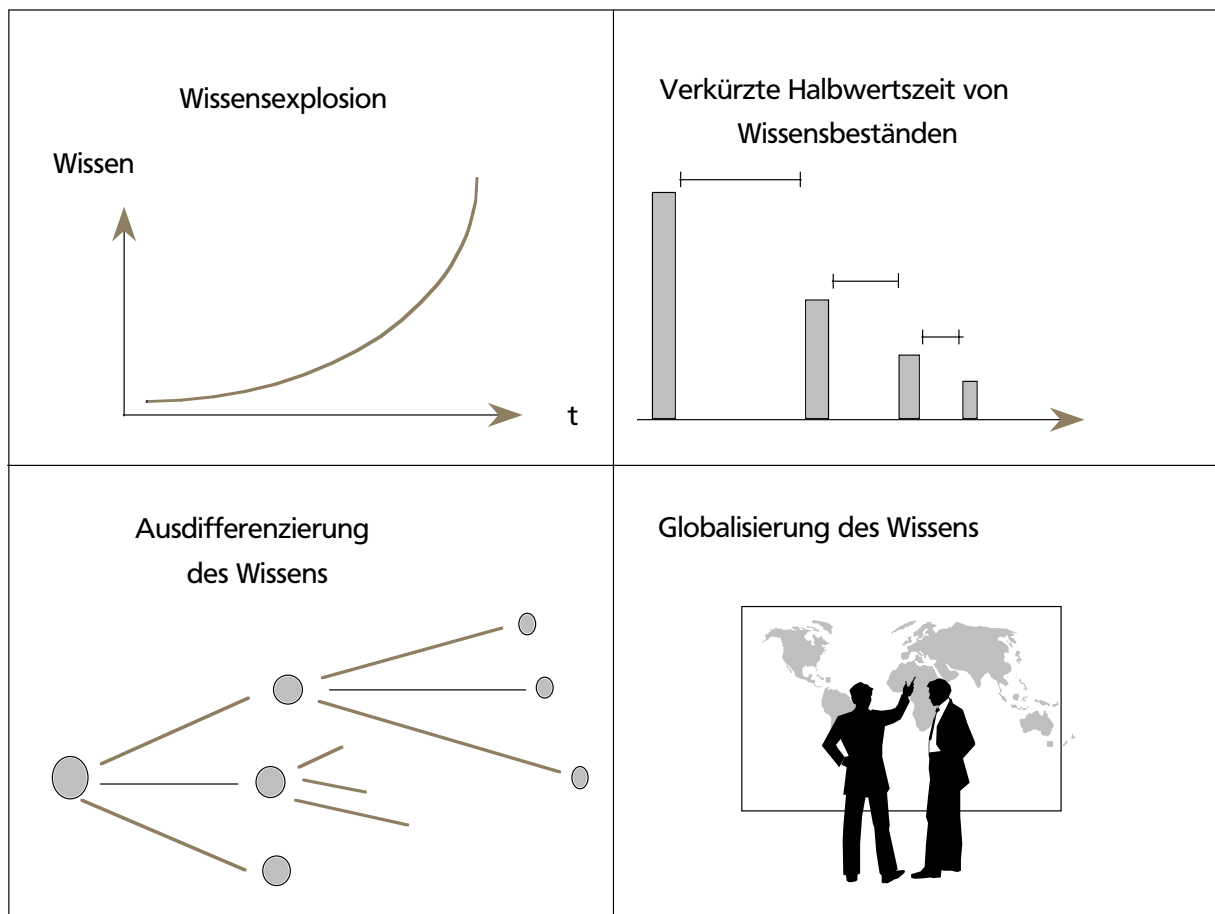 Wissensexplosion
Wissen
t
Verkürzte Halbwertszeit von
Wissensbeständen
Ausdifferenzierung
des Wissens
Globalisierung des Wissens